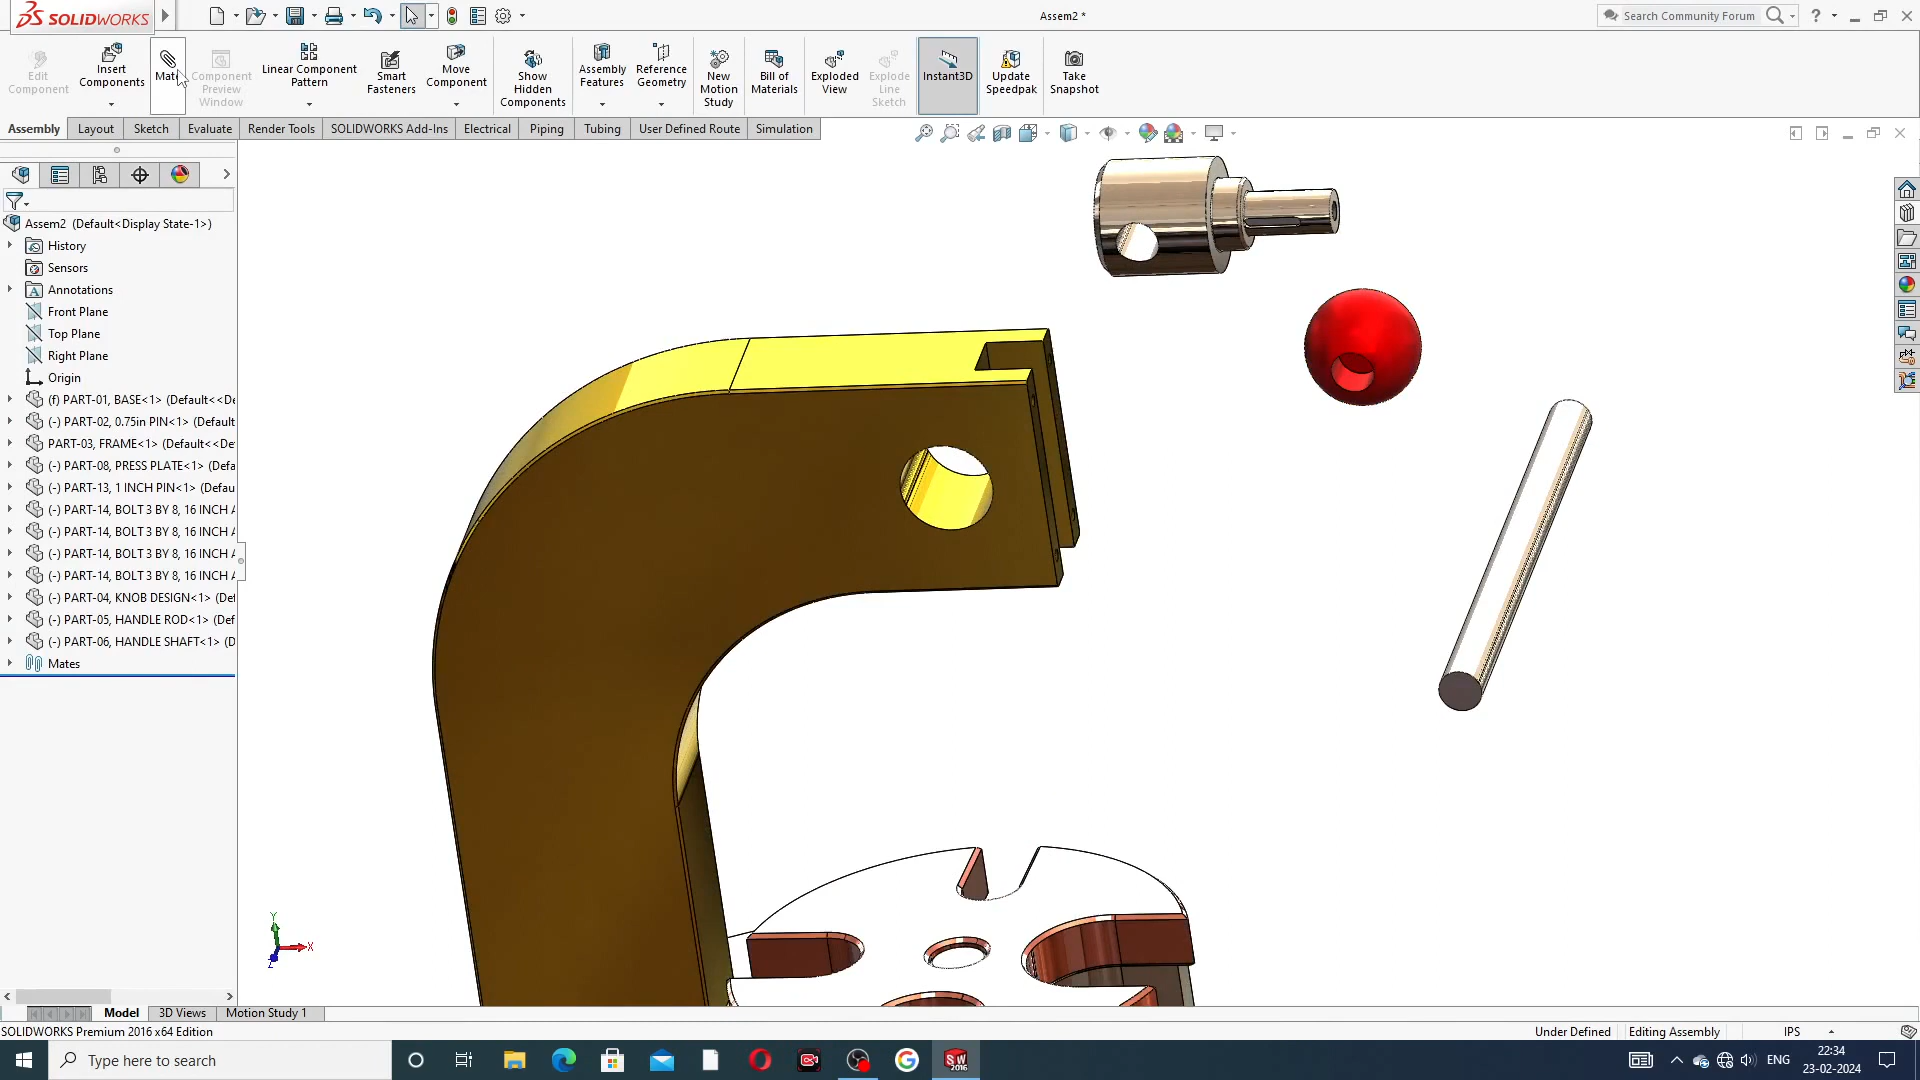 SOLIDWORKS
Assem2 *
Search Community Forum
Edit Component
Insert Components
Mate
Component Preview Window
Linear Component Pattern
Smart Fasteners
Move Component
Show Hidden Components
Assembly Features
Reference Geometry
New Motion Study
Bill of Materials
Exploded View
Explode Line Sketch
Instant3D
Update Speedpak
Take Snapshot
Assembly
Layout
Sketch
Evaluate
Render Tools
SOLIDWORKS Add-Ins
Electrical
Piping
Tubing
User Defined Route
Simulation
Assem2 (Default<Display State-1>)
History
Sensors
Annotations
Front Plane
Top Plane
Right Plane
Origin
(f) PART-01, BASE<1> (Default<<De
(-) PART-02, 0.75in PIN<1> (Default
PART-03, FRAME<1> (Default<<De
(-) PART-08, PRESS PLATE<1> (Defa
(-) PART-13, 1 INCH PIN<1> (Defau
(-) PART-14, BOLT 3 BY 8, 16 INCH A
(-) PART-14, BOLT 3 BY 8, 16 INCH A
(-) PART-14, BOLT 3 BY 8, 16 INCH A
(-) PART-14, BOLT 3 BY 8, 16 INCH A
(-) PART-04, KNOB DESIGN<1> (Def
(-) PART-05, HANDLE ROD<1> (Def
(-) PART-06, HANDLE SHAFT<1> (D
Mates
Y
X
Z
Model
3D Views
Motion Study 1
SOLIDWORKS Premium 2016 x64 Edition
Under Defined
Editing Assembly
IPS
Type here to search
SW
2016
ENG
22:34
23-02-2024